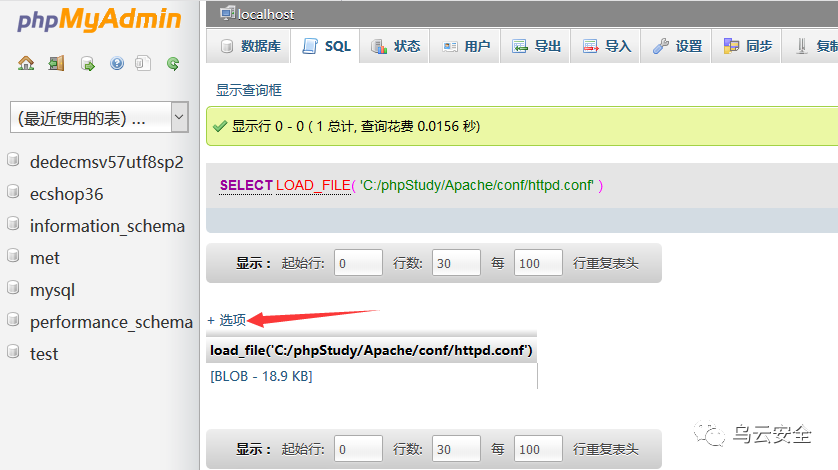 phpMyAdmin
(最近使用的表) ...
dedecmsv57utf8sp2
ecshop36
information_schema
met
mysql
performance_schema
test
localhost
数据库 SQL 状态 用户 导出 导入 设置 同步 复制
显示查询框
显示行 0 - 0 ( 1 总计, 查询花费 0.0156 秒)
SELECT LOAD_FILE( 'C:/phpStudy/Apache/conf/httpd.conf' )
显示： 起始行: 0 行数: 30 每 100 行重复表头
+ 选项
load_file('C:/phpStudy/Apache/conf/httpd.conf')
[BLOB - 18.9 KB]
显示： 起始行: 0 行数: 30 每 100 行重复表头
乌云安全